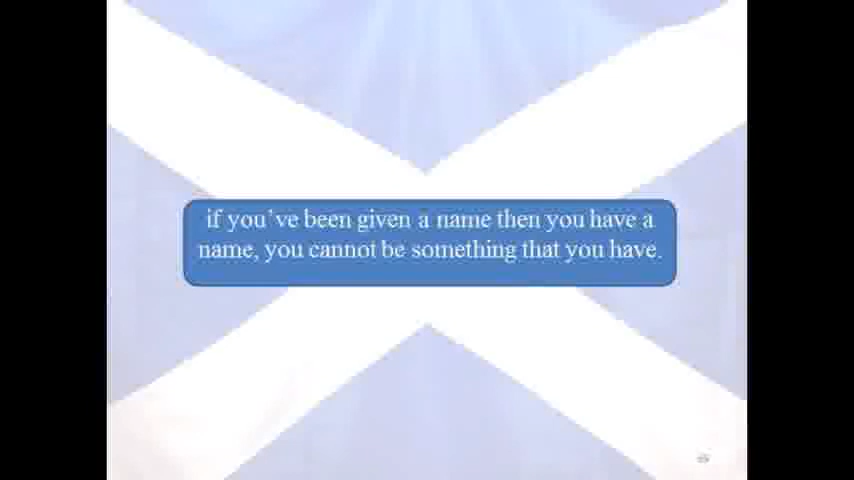 if you've been given a name then you have a
name, you cannot be something that you have.